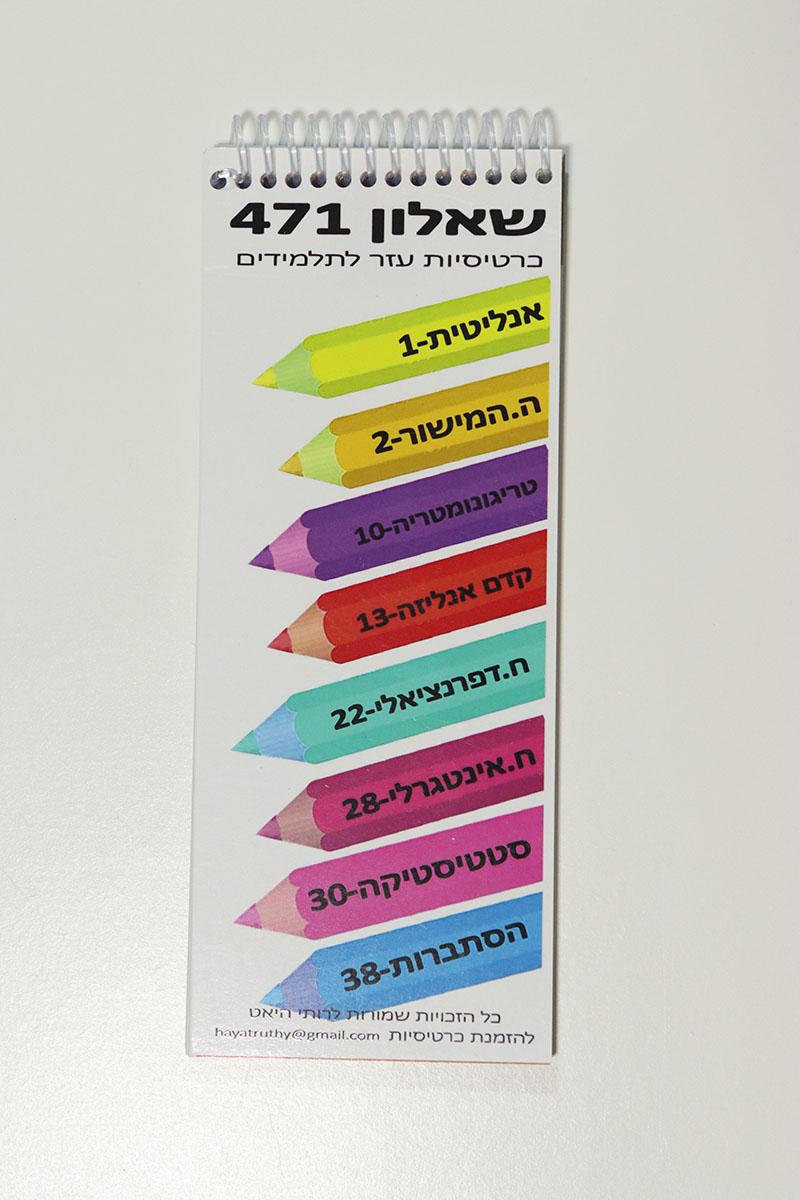 שאלון 471
כרטיסיות עזר לתלמידים
אנליטית-1
ה.המישור-2
טריגונומטריה-10
קדם אנליזה-13
ח.דפרנציאלי-22
ח.אינטגרלי-28
סטטיסטיקה-30
הסתברות-38
כל הזכויות שמורות לרותי היאט
להזמנת כרטיסיות hayatruthy@gmail.com